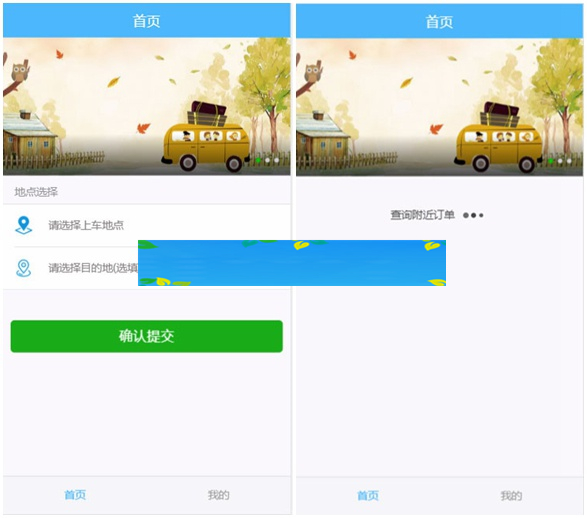 首页
地点选择
请选择上车地点
请选择目的地(选填
确认提交
首页 我的
首页
查询附近订单
首页 我的